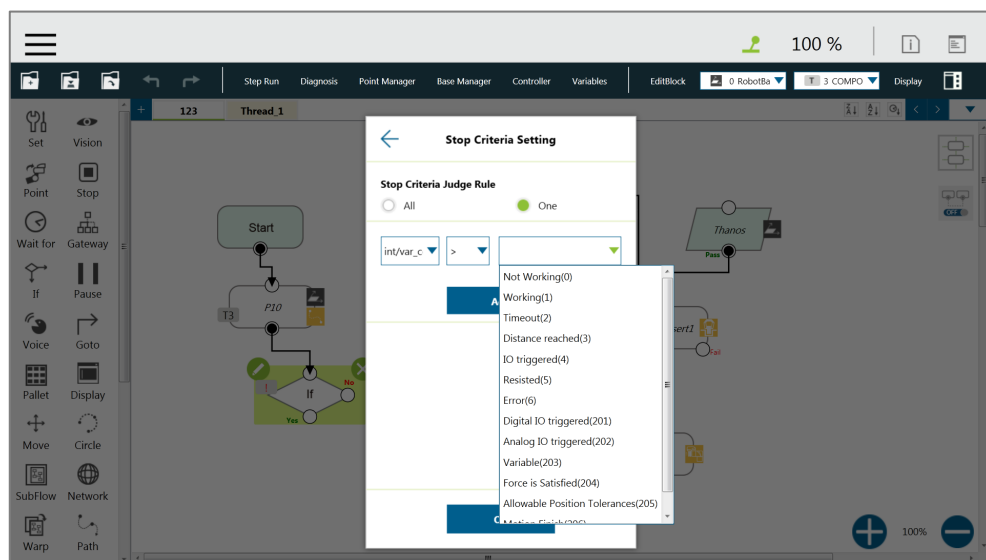 100 %
Step Run Diagnosis Point Manager Base Manager Controller Variables EditBlock 0 RobotBa T 3 COMPO Display
+ 123 Thread_1
Set Vision
Point Stop
Wait for Gateway
If Pause
Voice Goto
Pallet Display
Move Circle
SubFlow Network
Warp Path
Start
P10
T3
!
If
No
Yes
Stop Criteria Setting
Stop Criteria Judge Rule
All One
int/var_c >
Not Working(0)
Working(1)
Timeout(2)
Distance reached(3)
IO triggered(4)
Resisted(5)
Error(6)
Digital IO triggered(201)
Analog IO triggered(202)
Variable(203)
Force is Satisfied(204)
Allowable Position Tolerances(205)
Motion Finish(206)
Thanos
Pass
Fail
OFF
100%